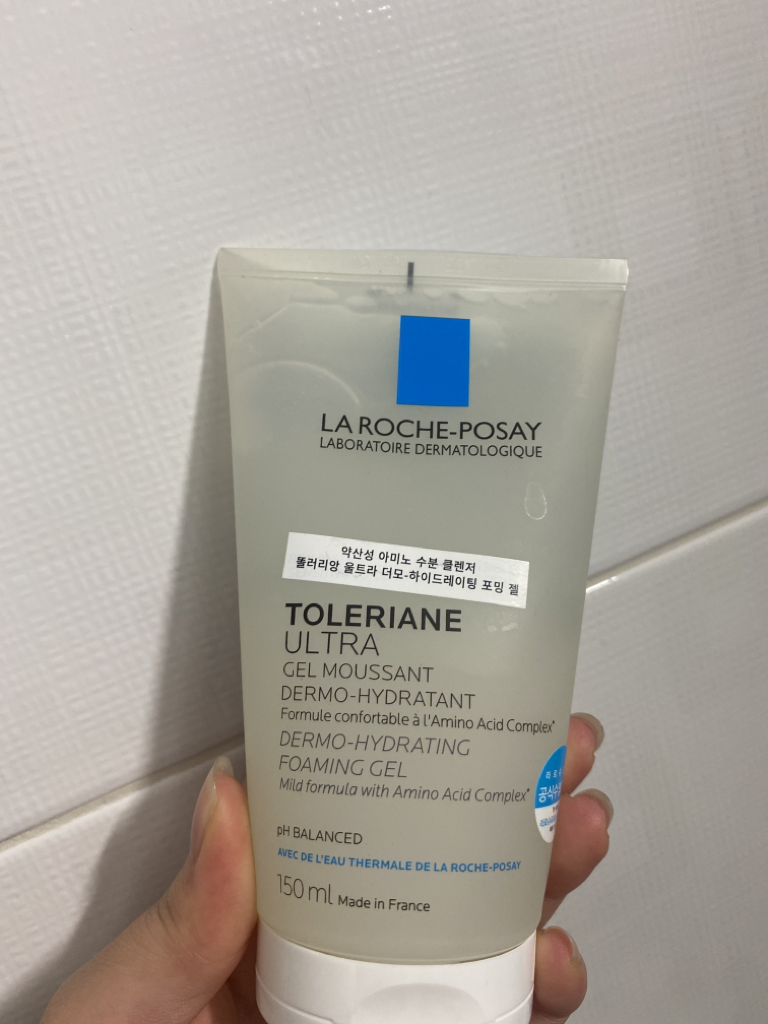 LA ROCHE-POSAY
LABORATOIRE DERMATOLOGIQUE
약산성 아미노 수분 클렌저
똘러리앙 울트라 더모-하이드레이팅 포밍 젤
TOLERIANE
ULTRA
GEL MOUSSANT
DERMO-HYDRATANT
Formule confortable à l'Amino Acid Complex*
DERMO-HYDRATING
FOAMING GEL
Mild formula with Amino Acid Complex*
pH BALANCED
AVEC DE L'EAU THERMALE DE LA ROCHE-POSAY
150 ml Made in France